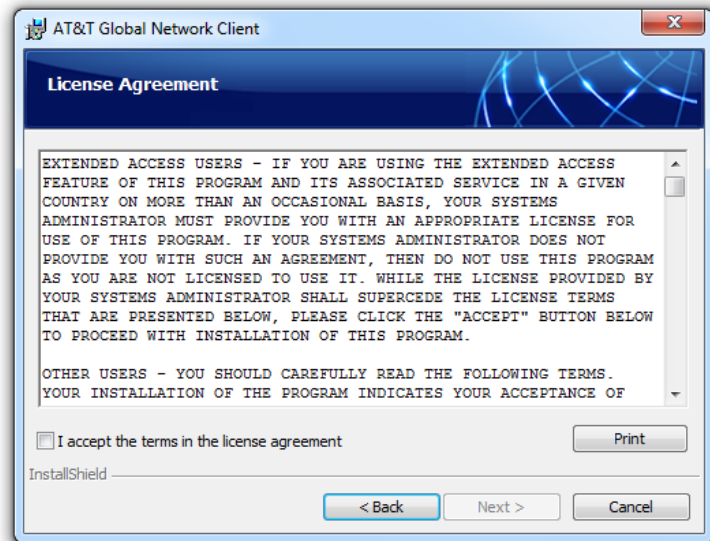 AT&T Global Network Client
License Agreement
EXTENDED ACCESS USERS - IF YOU ARE USING THE EXTENDED ACCESS
FEATURE OF THIS PROGRAM AND ITS ASSOCIATED SERVICE IN A GIVEN
COUNTRY ON MORE THAN AN OCCASIONAL BASIS, YOUR SYSTEMS
ADMINISTRATOR MUST PROVIDE YOU WITH AN APPROPRIATE LICENSE FOR
USE OF THIS PROGRAM. IF YOUR SYSTEMS ADMINISTRATOR DOES NOT
PROVIDE YOU WITH SUCH AN AGREEMENT, THEN DO NOT USE THIS PROGRAM
AS YOU ARE NOT LICENSED TO USE IT. WHILE THE LICENSE PROVIDED BY
YOUR SYSTEMS ADMINISTRATOR SHALL SUPERCEDE THE LICENSE TERMS
THAT ARE PRESENTED BELOW, PLEASE CLICK THE "ACCEPT" BUTTON BELOW
TO PROCEED WITH INSTALLATION OF THIS PROGRAM.
OTHER USERS - YOU SHOULD CAREFULLY READ THE FOLLOWING TERMS.
YOUR INSTALLATION OF THE PROGRAM INDICATES YOUR ACCEPTANCE OF
I accept the terms in the license agreement
Print
InstallShield
< Back
Next >
Cancel